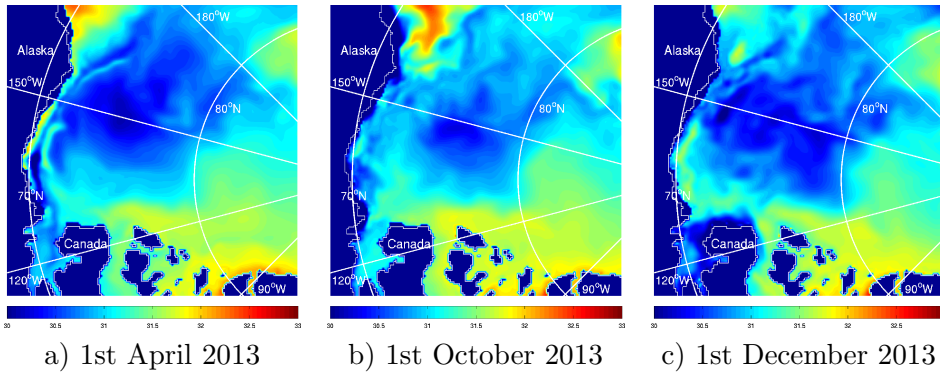 180°W
Alaska
150°W
80°N
70°N
Canada
120°W
90°W
30 30.5 31 31.5 32 32.5 33
a) 1st April 2013
180°W
Alaska
150°W
80°N
70°N
Canada
120°W
90°W
30 30.5 31 31.5 32 32.5 33
b) 1st October 2013
180°W
Alaska
150°W
80°N
70°N
Canada
120°W
90°W
30 30.5 31 31.5 32 32.5 33
c) 1st December 2013